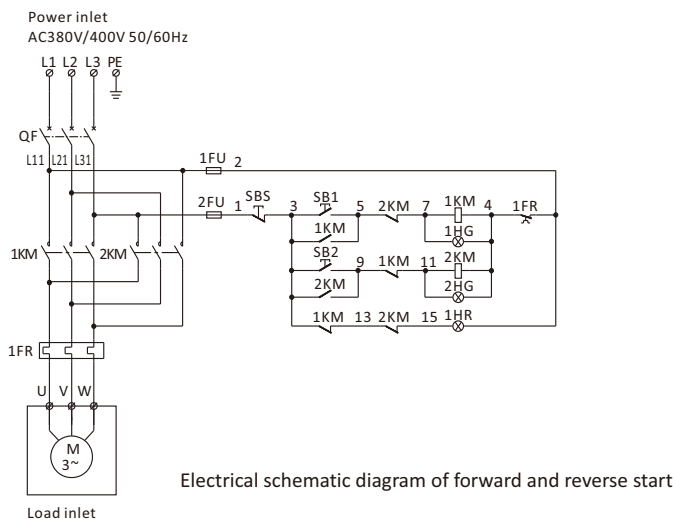 Power inlet
AC380V/400V 50/60Hz
L1 L2 L3 PE
QF
L11 L21 L31
1FU 2
2FU 1 SBS 3 SB1 5 2KM 7 1KM 4 1FR
1KM 1HG
1KM 2KM
SB2 9 1KM 11 2KM
2KM 2HG
1KM 13 2KM 15 1HR
1FR
U V W
M
3~
Electrical schematic diagram of forward and reverse start
Load inlet